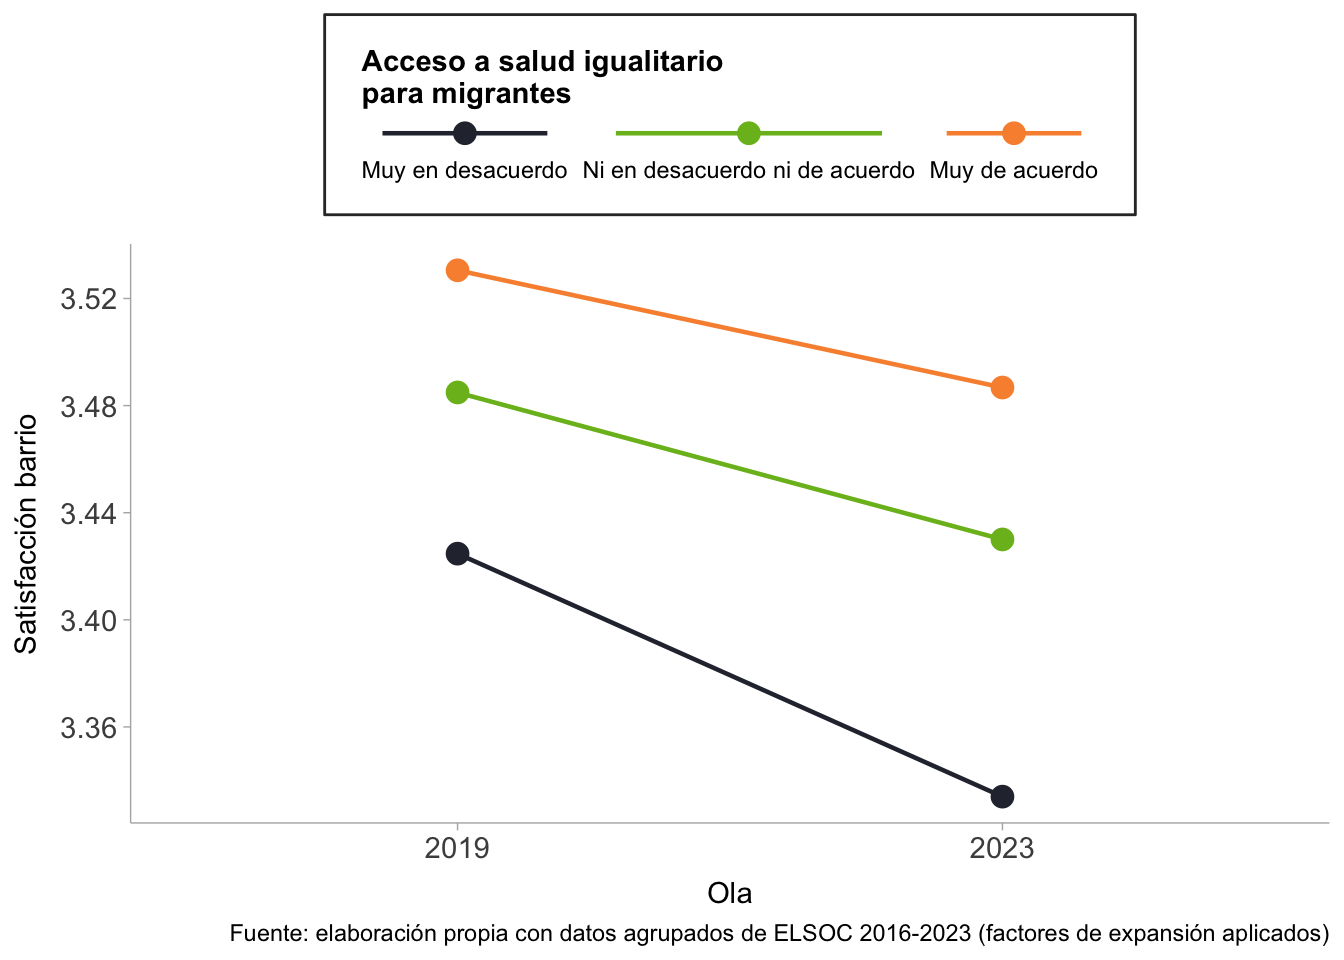 Acceso a salud igualitario
para migrantes
Muy en desacuerdo Ni en desacuerdo ni de acuerdo Muy de acuerdo
3.52
3.48
3.44
3.40
3.36
Satisfacción barrio
2019 2023
Ola
Fuente: elaboración propia con datos agrupados de ELSOC 2016-2023 (factores de expansión aplicados)